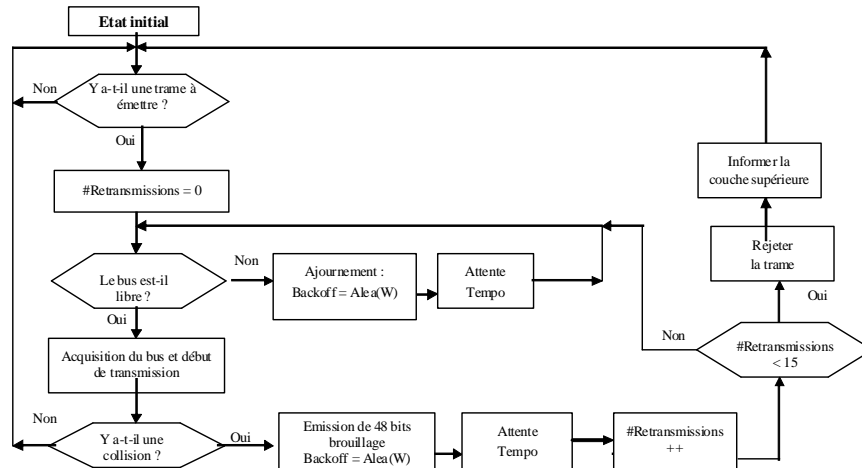 Etat initial
Y a-t-il une trame à
émettre ?
Non
Oui
#Retransmissions = 0
Le bus est-il
libre ?
Non
Oui
Ajournement :
Backoff = Alea(W)
Attente
Tempo
Acquisition du bus et début
de transmission
Y a-t-il une
collision ?
Non
Oui
Emission de 48 bits
brouillage
Backoff = Alea(W)
Attente
Tempo
#Retransmissions
++
#Retransmissions
< 15
Non
Oui
Rejeter
la trame
Informer la
couche supérieure